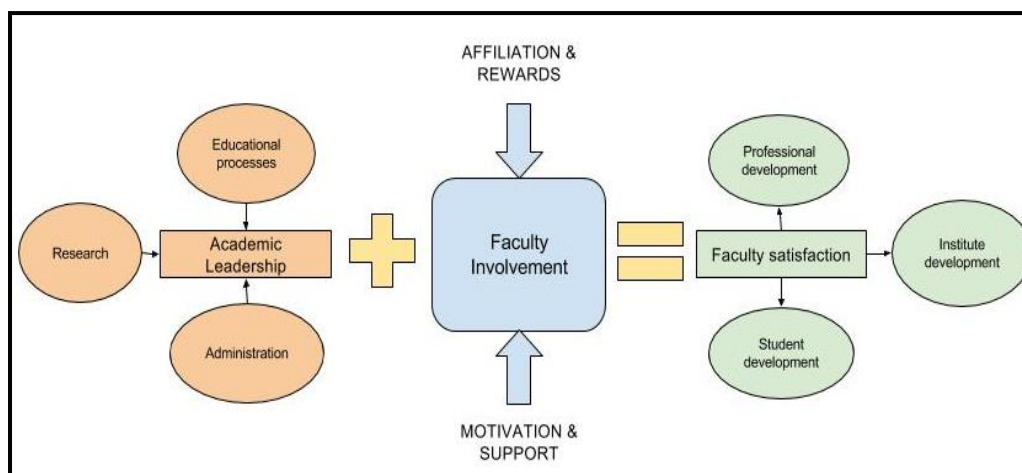 AFFILIATION &
REWARDS
Educational
processes
Research
Academic
Leadership
Administration
Faculty
Involvement
MOTIVATION &
SUPPORT
Professional
development
Faculty satisfaction
Institute
development
Student
development